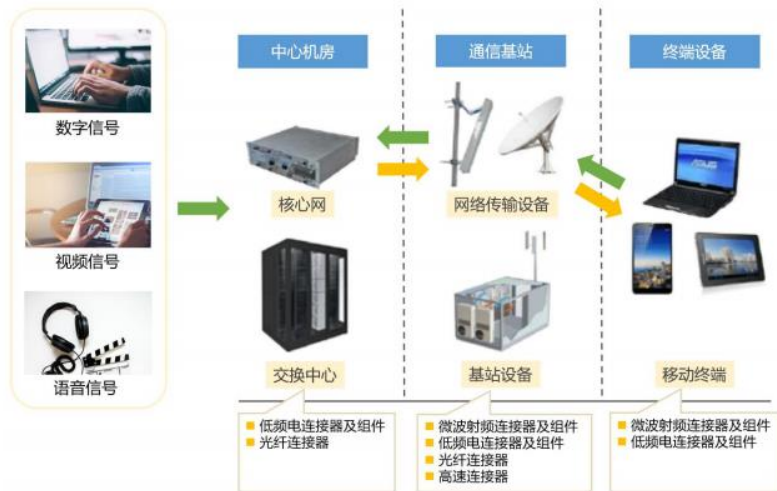 中心机房
通信基站
终端设备
数字信号
视频信号
语音信号
核心网
网络传输设备
交换中心
基站设备
移动终端
低频电连接器及组件
光纤连接器
微波射频连接器及组件
低频电连接器及组件
光纤连接器
高速连接器
微波射频连接器及组件
低频电连接器及组件
ASUS